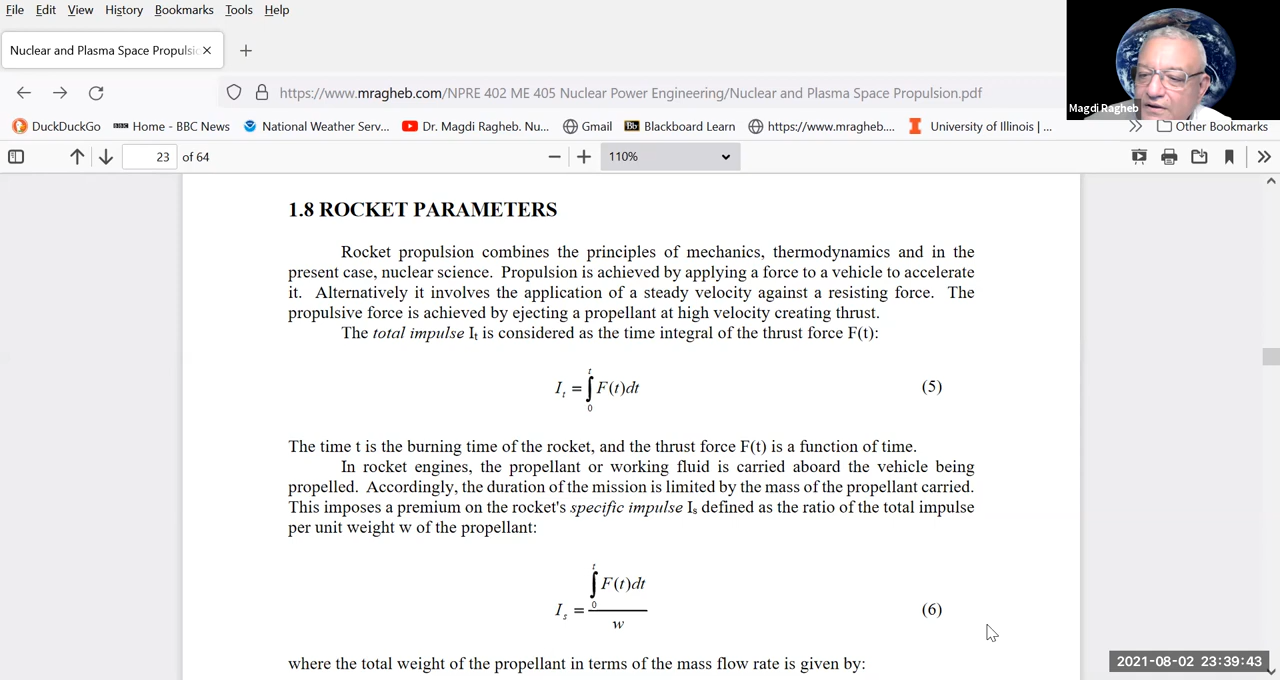 File Edit View History Bookmarks Tools Help
Nuclear and Plasma Space Propulsi
https://www.mragheb.com/NPRE 402 ME 405 Nuclear Power Engineering/Nuclear and Plasma Space Propulsion.pdf
Magdi Ragheb
DuckDuckGo BBC Home - BBC News National Weather Serv... Dr. Magdi Ragheb. Nu... Gmail Bb Blackboard Learn https://www.mragheb.... I University of Illinois | ... Other Bookmarks
23 of 64 110%
1.8 ROCKET PARAMETERS
Rocket propulsion combines the principles of mechanics, thermodynamics and in the
present case, nuclear science. Propulsion is achieved by applying a force to a vehicle to accelerate
it. Alternatively it involves the application of a steady velocity against a resisting force. The
propulsive force is achieved by ejecting a propellant at high velocity creating thrust.
The total impulse Iₜ is considered as the time integral of the thrust force F(t):
Iₜ = ∫₀ᵗ F(t)dt (5)
The time t is the burning time of the rocket, and the thrust force F(t) is a function of time.
In rocket engines, the propellant or working fluid is carried aboard the vehicle being
propelled. Accordingly, the duration of the mission is limited by the mass of the propellant carried.
This imposes a premium on the rocket's specific impulse Iₛ defined as the ratio of the total impulse
per unit weight w of the propellant:
∫₀ᵗ F(t)dt
Iₛ = (6)
w
where the total weight of the propellant in terms of the mass flow rate is given by:
2021-08-02 23:39:43